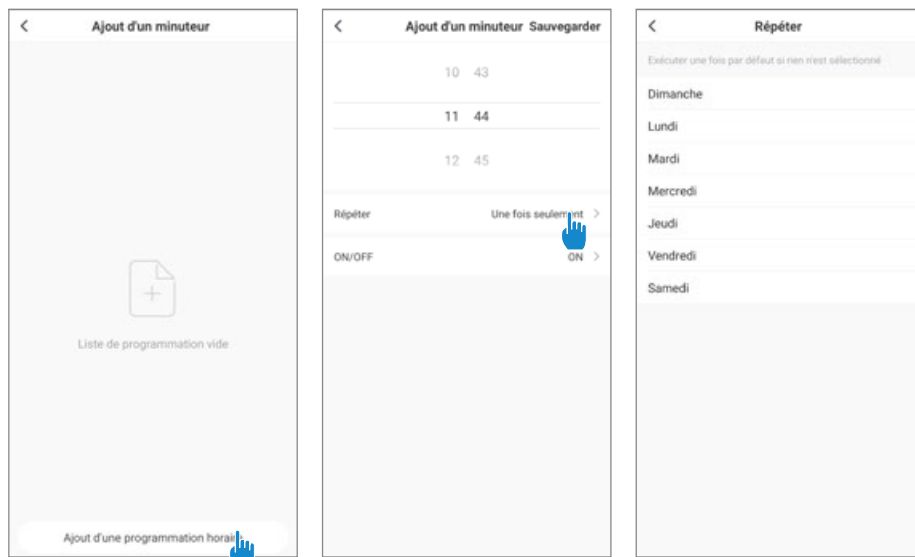 Ajout d'un minuteur
Liste de programmation vide
Ajout d'une programmation horaire
Ajout d'un minuteur Sauvegarder
10 43
11 44
12 45
Répéter Une fois seulement
ON/OFF ON
Répéter
Exécuter une fois par défaut si rien n'est sélectionné
Dimanche
Lundi
Mardi
Mercredi
Jeudi
Vendredi
Samedi